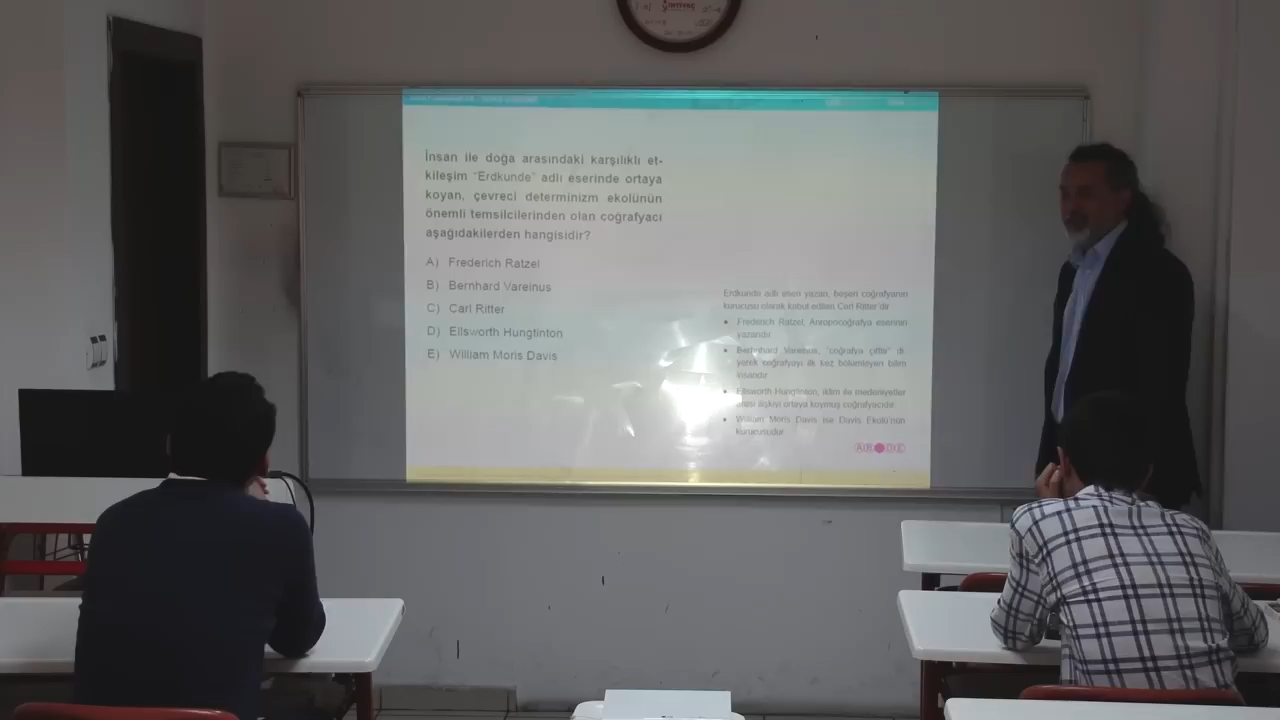 İnsan ile doğa arasındaki karşılıklı et-
kileşim "Erdkunde" adlı eserinde ortaya
koyan, çevreci determinizm ekolünün
önemli temsilcilerinden olan coğrafyacı
aşağıdakilerden hangisidir?
A) Frederich Ratzel
B) Bernhard Vareinus
C) Carl Ritter
D) Ellsworth Hungtinton
E) William Moris Davis
Erdkunde adlı eseri yazan, beşeri coğrafyanın
kurucusu olarak kabul edilen Carl Ritter'dir.
• Frederich Ratzel, Antropocoğrafya eserinin
yazarıdır.
• Vareinus, "coğrafya çifttir" di-
yerek coğrafyayı ilk kez bölümleyen bilim
insanıdır.
• Ellsworth Hungtinton, iklim ile medeniyetler
arası ilişkiyi ortaya koymuş coğrafyacıdır.
• William Moris Davis ise Davis Ekolü'nün
kurucusudur.
A B D E